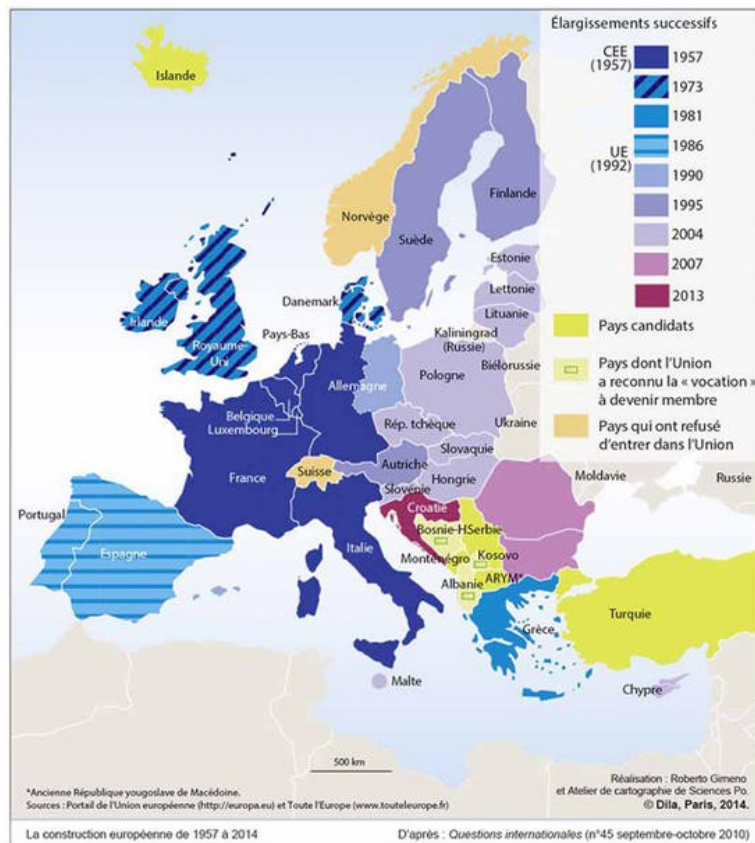 Élargissements successifs
CEE
(1957)
1957
1973
1981
UE
(1992)
1986
1990
1995
2004
2007
2013
Pays candidats
Pays dont l'Union
a reconnu la « vocation »
à devenir membre
Pays qui ont refusé
d'entrer dans l'Union
Islande
Norvège
Suède
Finlande
Estonie
Lettonie
Lituanie
Danemark
Irlande
Royaume-
Uni
Pays-Bas
Kaliningrad
(Russie)
Biélorussie
Allemagne
Pologne
Belgique
Luxembourg
Rép. tchèque
Ukraine
Slovaquie
France
Suisse
Autriche
Hongrie
Moldavie
Russie
Slovénie
Croatie
Portugal
Espagne
Italie
Bosnie-H
Serbie
Monténégro
Kosovo
Albanie
ARYM*
Turquie
Grèce
Malte
Chypre
500 km
*Ancienne République yougoslave de Macédoine.
Sources : Portail de l'Union européenne (http://europa.eu) et Toute l'Europe (www.touteleurope.fr)
Réalisation : Roberto Gimeno
et Atelier de cartographie de Sciences Po.
© Dila, Paris, 2014.
La construction européenne de 1957 à 2014
D'après : Questions internationales (n°45 septembre-octobre 2010)